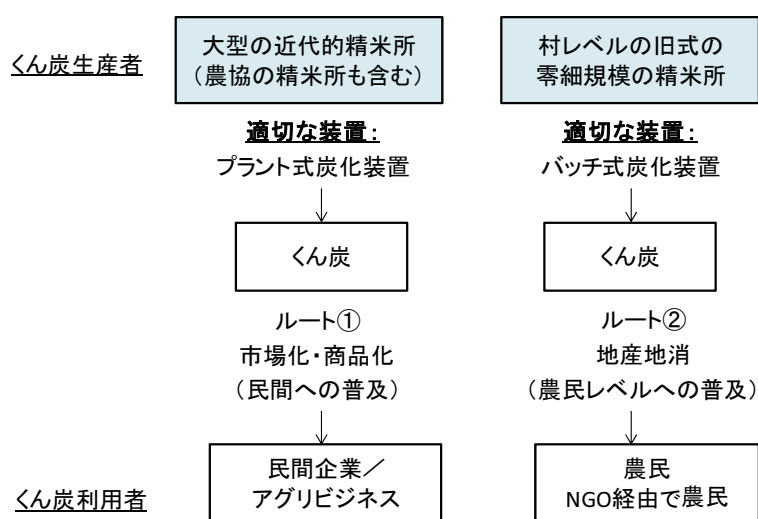 くん炭生産者
大型の近代的精米所
（農協の精米所も含む）
適切な装置：
プラント式炭化装置
くん炭
ルート①
市場化・商品化
（民間への普及）
民間企業／
アグリビジネス
村レベルの旧式の
零細規模の精米所
適切な装置：
バッチ式炭化装置
くん炭
ルート②
地産地消
（農民レベルへの普及）
農民
NGO経由で農民
くん炭利用者